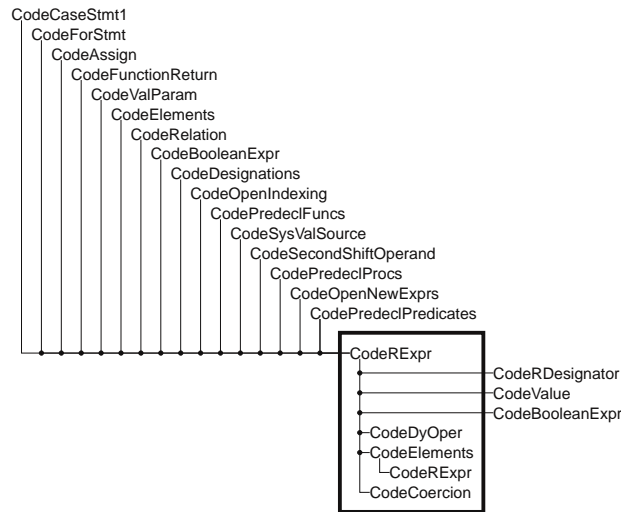 CodeCaseStmt1
CodeForStmt
CodeAssign
CodeFunctionReturn
CodeValParam
CodeElements
CodeRelation
CodeBooleanExpr
CodeDesignations
CodeOpenIndexing
CodePredeclFuncs
CodeSysValSource
CodeSecondShiftOperand
CodePredeclProcs
CodeOpenNewExprs
CodePredeclPredicates
CodeRExpr
CodeRDesignator
CodeValue
CodeBooleanExpr
CodeDyOper
CodeElements
CodeRExpr
CodeCoercion